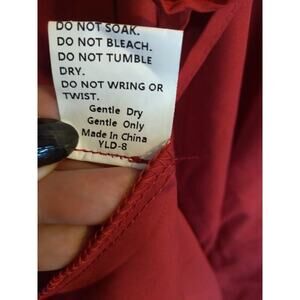 DO NOT SOAK.
DO NOT BLEACH.
DO NOT TUMBLE
DRY.
DO NOT WRING OR
TWIST.
Gentle Dry
Gentle Only
Made In China
YLD-8